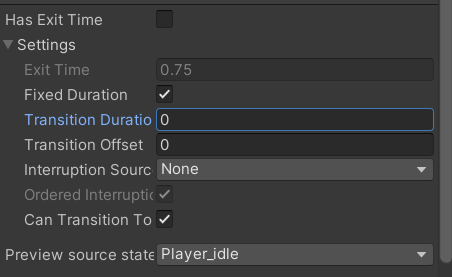 Has Exit Time
Settings
Exit Time 0.75
Fixed Duration
Transition Duratio 0
Transition Offset 0
Interruption Sourc None
Ordered Interruptic
Can Transition To
Preview source state Player_idle